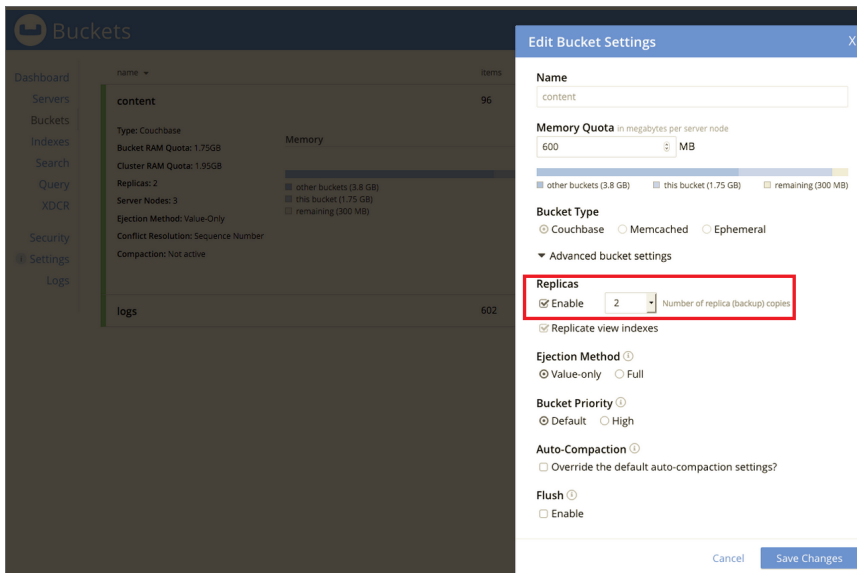 Buckets
Dashboard
Servers
Buckets
Indexes
Search
Query
XDCR
Security
Settings
Logs
name
items
content
96
Type: Couchbase
Bucket RAM Quota: 1.75GB
Cluster RAM Quota: 1.95GB
Replicas: 2
Server Nodes: 3
Ejection Method: Value-Only
Conflict Resolution: Sequence Number
Compaction: Not active
Memory
other buckets (3.8 GB)
this bucket (1.75 GB)
remaining (300 MB)
logs
602
Edit Bucket Settings
X
Name
content
Memory Quota in megabytes per server node
600 MB
other buckets (3.8 GB) this bucket (1.75 GB) remaining (300 MB)
Bucket Type
Couchbase Memcached Ephemeral
Advanced bucket settings
Replicas
Enable 2 Number of replica (backup) copies
Replicate view indexes
Ejection Method
Value-only Full
Bucket Priority
Default High
Auto-Compaction
Override the default auto-compaction settings?
Flush
Enable
Cancel Save Changes